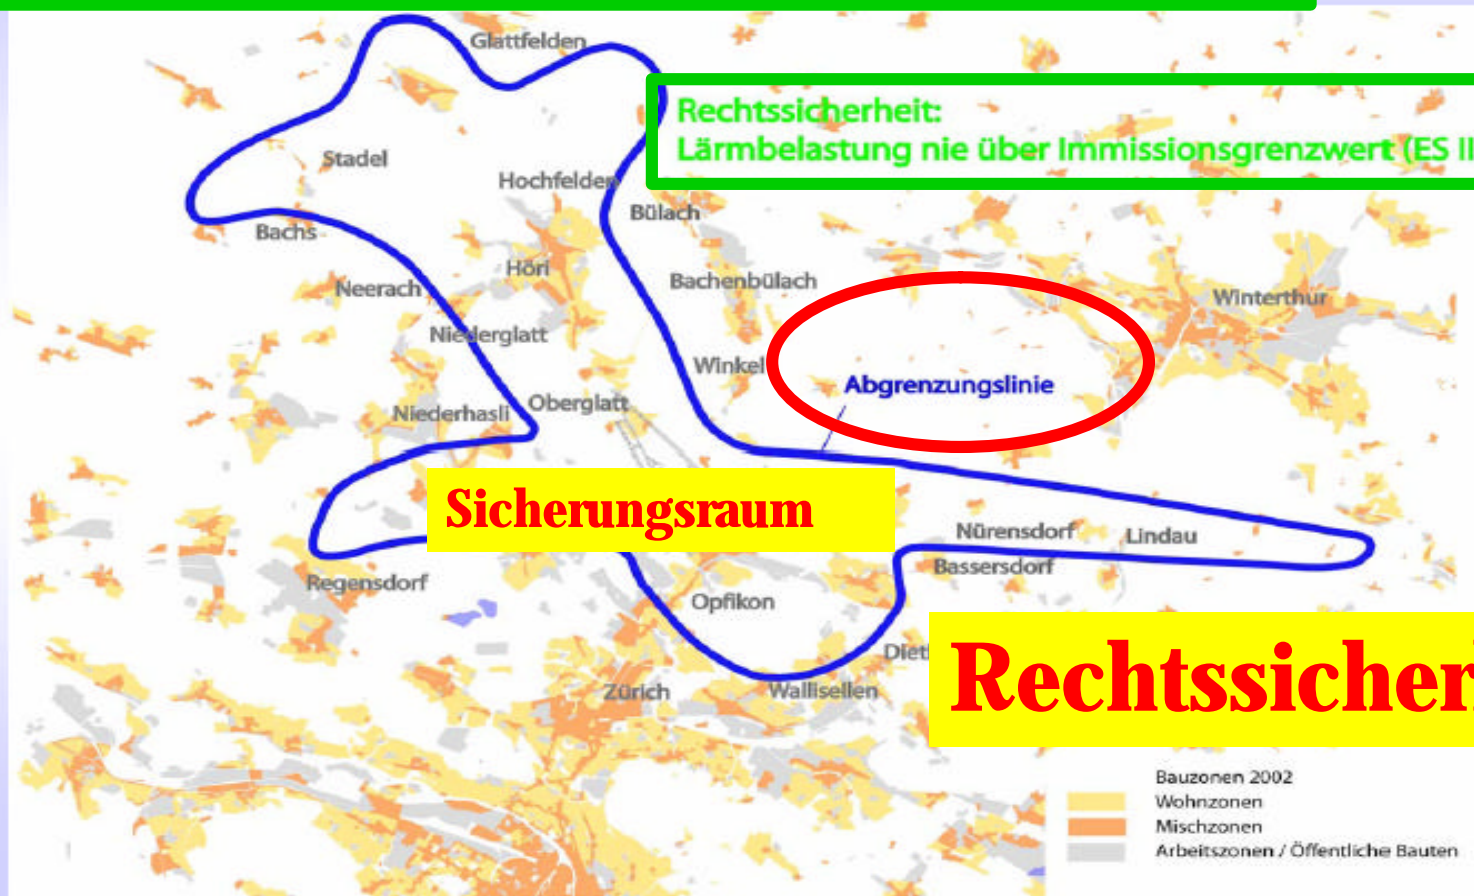 Glattfelden
Rechtssicherheit:
Lärmbelastung nie über Immissionsgrenzwert (ES II
Stadel
Hochfelden
Bülach
Bachs
Höri
Bachenbülach
Neerach
Winterthur
Niederglatt
Winkel
Abgrenzungslinie
Niederhasli
Oberglatt
Sicherungsraum
Nürensdorf
Lindau
Bassersdorf
Regensdorf
Opfikon
Rechtssicher
Zürich
Wallisellen
Bauzonen 2002
Wohnzonen
Mischzonen
Arbeitszonen / Öffentliche Bauten